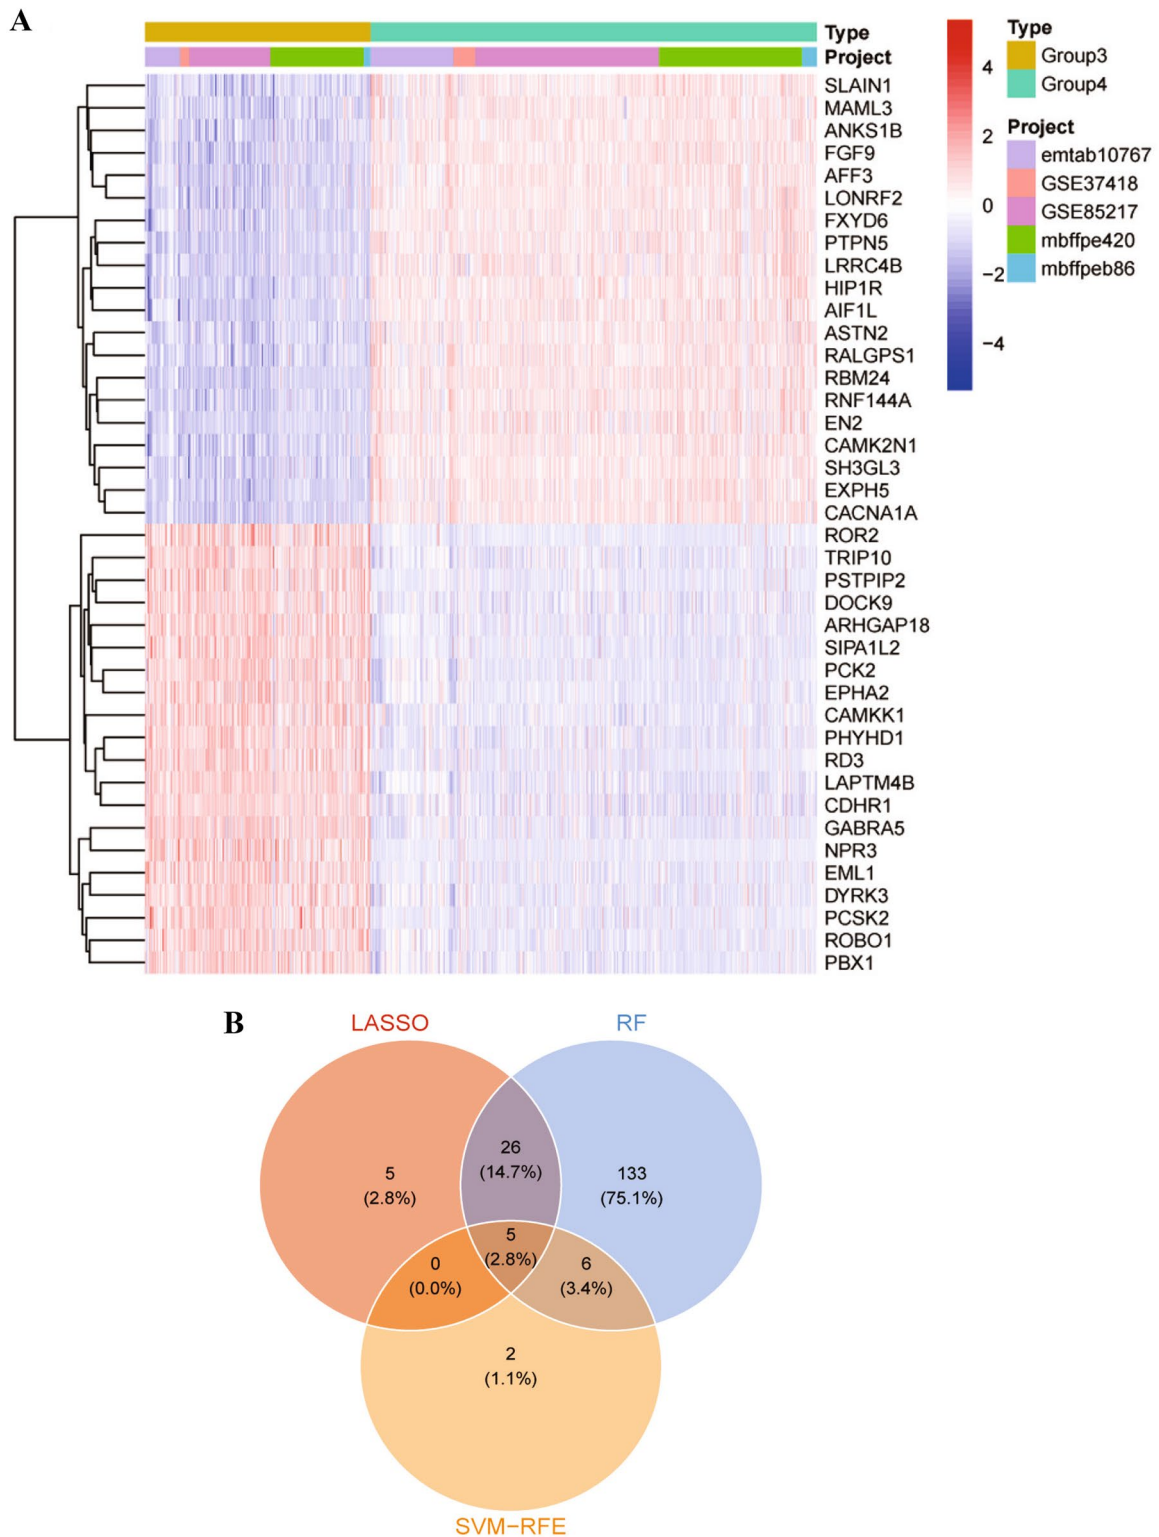 A
Type
Project
SLAIN1
MAML3
ANKS1B
FGF9
AFF3
LONRF2
FXYD6
PTPN5
LRRC4B
HIP1R
AIF1L
ASTN2
RALGPS1
RBM24
RNF144A
EN2
CAMK2N1
SH3GL3
EXPH5
CACNA1A
ROR2
TRIP10
PSTPIP2
DOCK9
ARHGAP18
SIPA1L2
PCK2
EPHA2
CAMKK1
PHYHD1
RD3
LAPTM4B
CDHR1
GABRA5
NPR3
EML1
DYRK3
PCSK2
ROBO1
PBX1
4
2
0
−2
−4
Type
Group3
Group4
Project
emtab10767
GSE37418
GSE85217
mbffpe420
mbffpeb86
B
LASSO
RF
5
(2.8%)
26
(14.7%)
133
(75.1%)
5
(2.8%)
0
(0.0%)
6
(3.4%)
2
(1.1%)
SVM−RFE